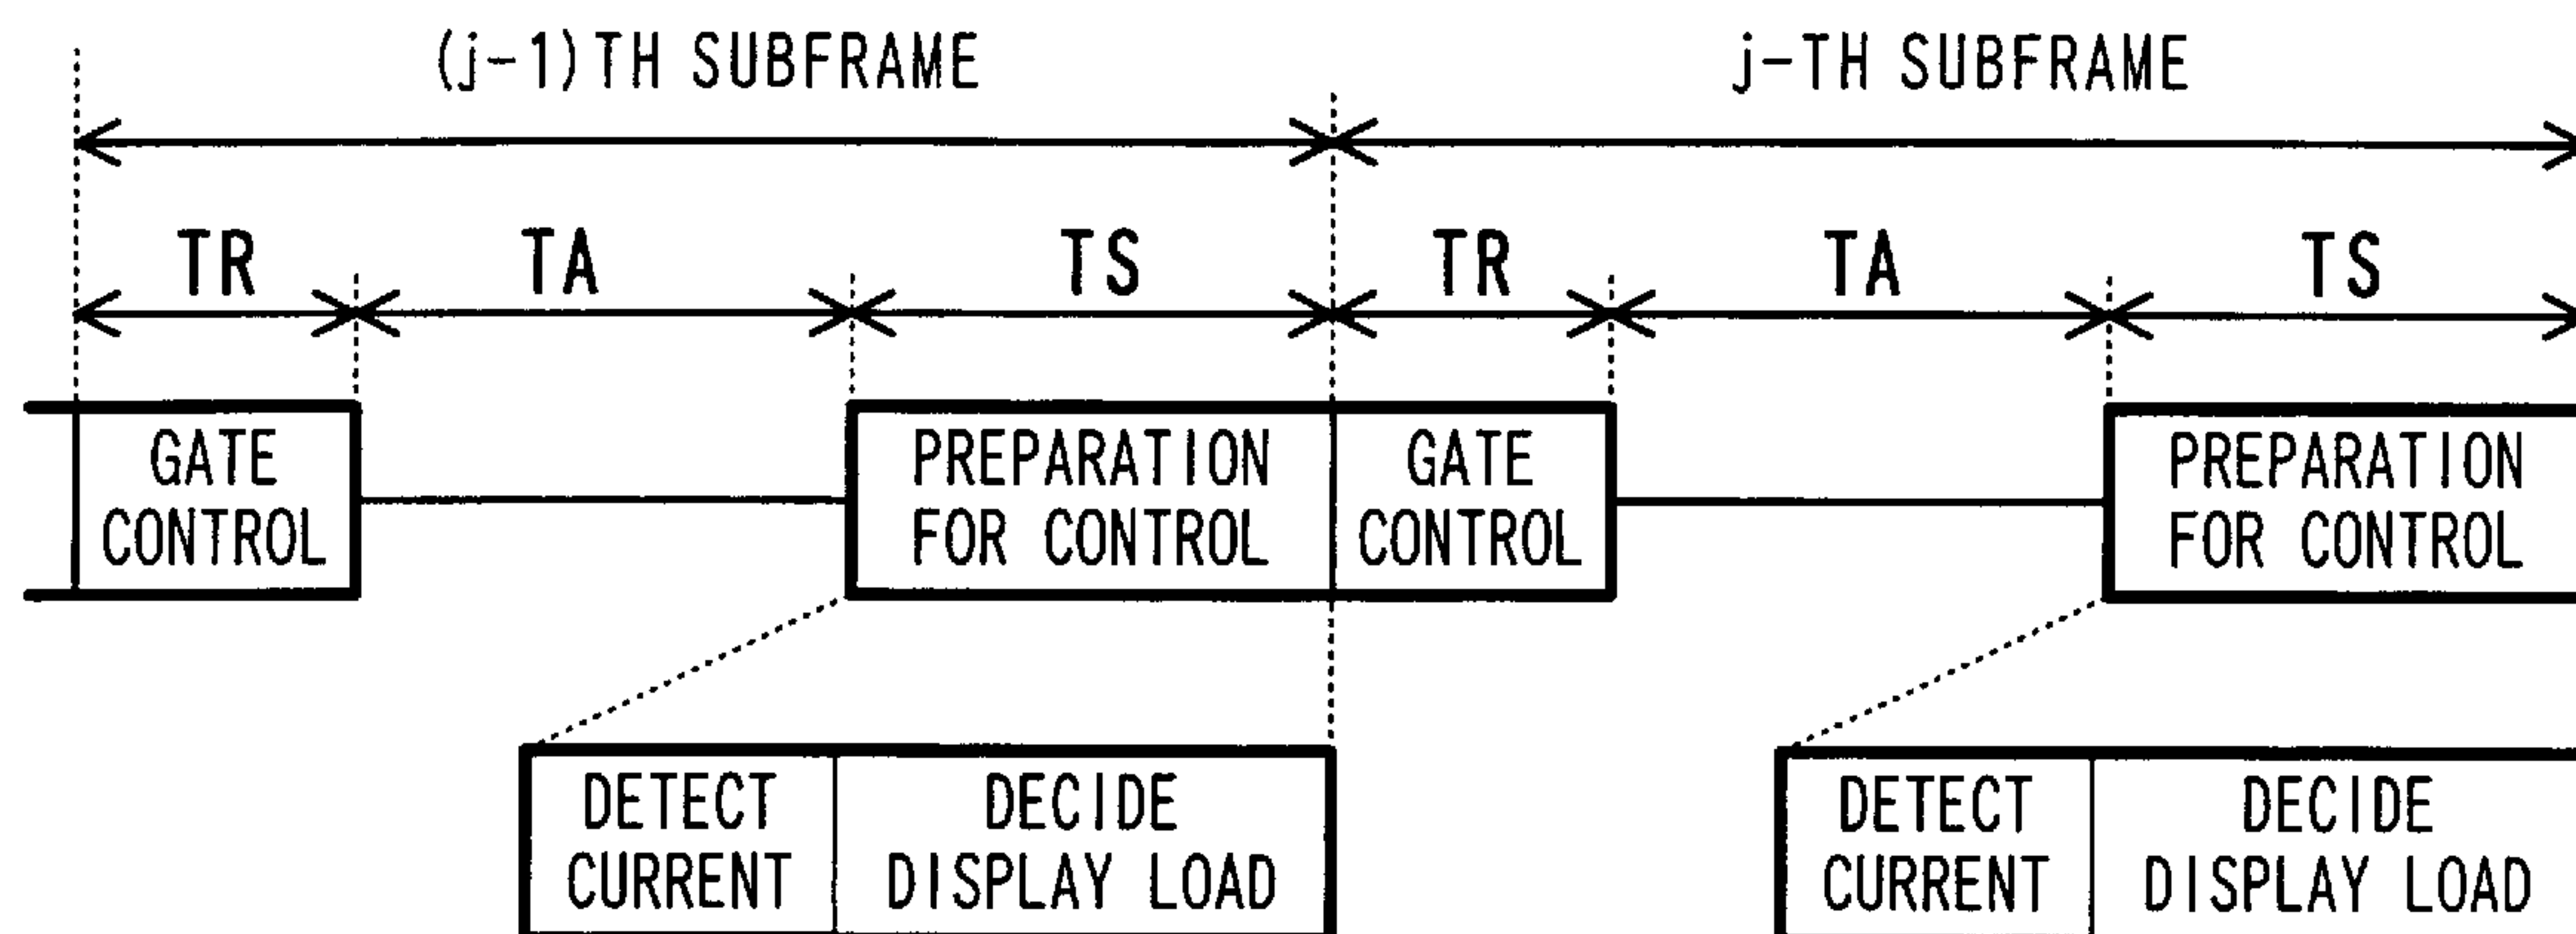 (j-1)TH SUBFRAME
j-TH SUBFRAME
TR
TA
TS
TR
TA
TS
GATE
CONTROL
PREPARATION
FOR CONTROL
GATE
CONTROL
PREPARATION
FOR CONTROL
DETECT
CURRENT
DECIDE
DISPLAY LOAD
DETECT
CURRENT
DECIDE
DISPLAY LOAD